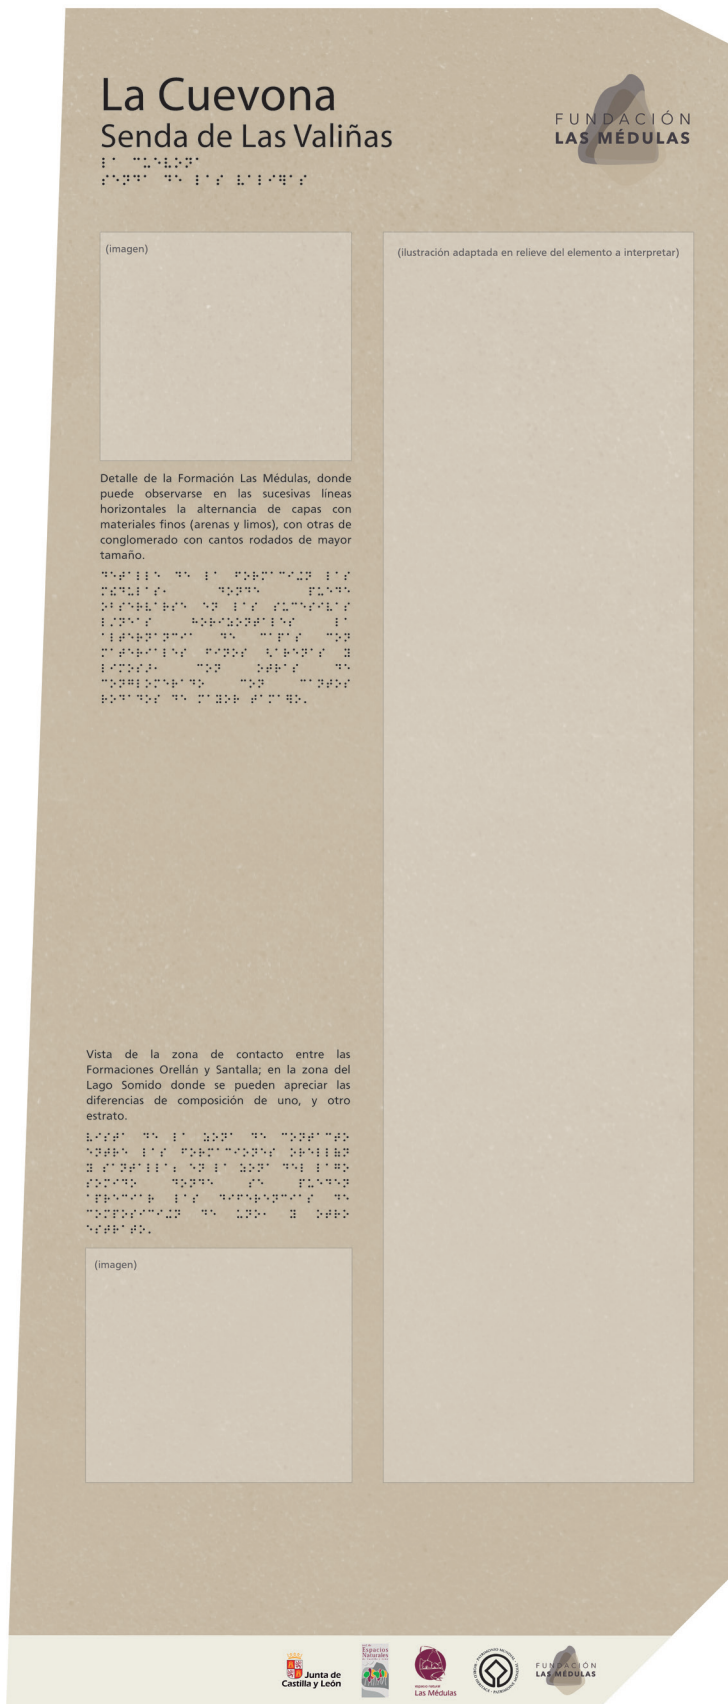 La Cuevona
Senda de Las Valiñas
FUNDACIÓN
LAS MÉDULAS
(imagen)
(ilustración adaptada en relieve del elemento a interpretar)
Detalle de la Formación Las Médulas, donde
puede observarse en las sucesivas líneas
horizontales la alternancia de capas con
materiales finos (arenas y limos), con otras de
conglomerado con cantos rodados de mayor
tamaño.
Vista de la zona de contacto entre las
Formaciones Orellán y Santalla; en la zona del
Lago Somido donde se pueden apreciar las
diferencias de composición de uno, y otro
estrato.
(imagen)
Junta de
Castilla y León
Espacios
Naturales
Las Médulas
FUNDACIÓN
LAS MÉDULAS